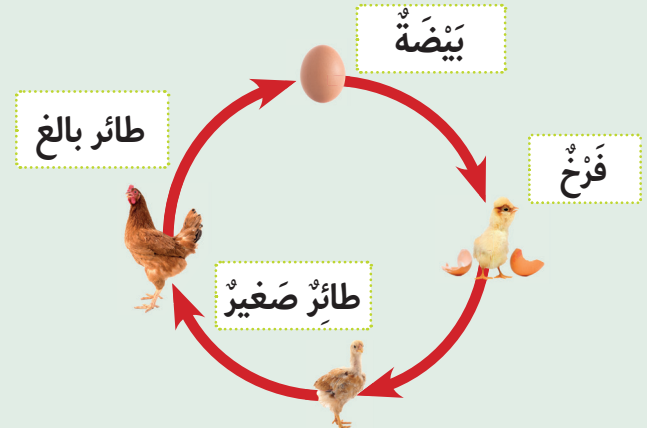 بَيْضَةٌ
فَرْخٌ
طائِرٌ صَغيرٌ
طائر بالغ